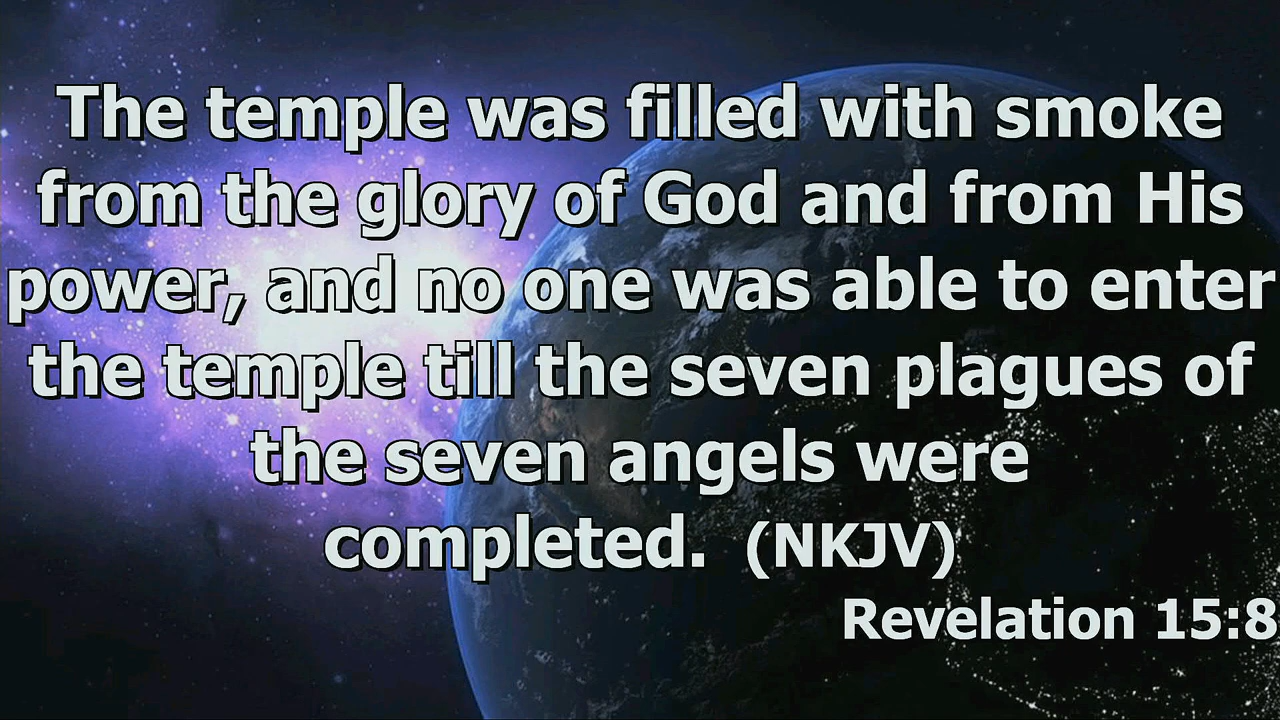 The temple was filled with smoke
from the glory of God and from His
power, and no one was able to enter
the temple till the seven plagues of
the seven angels were
completed. (NKJV)
Revelation 15:8